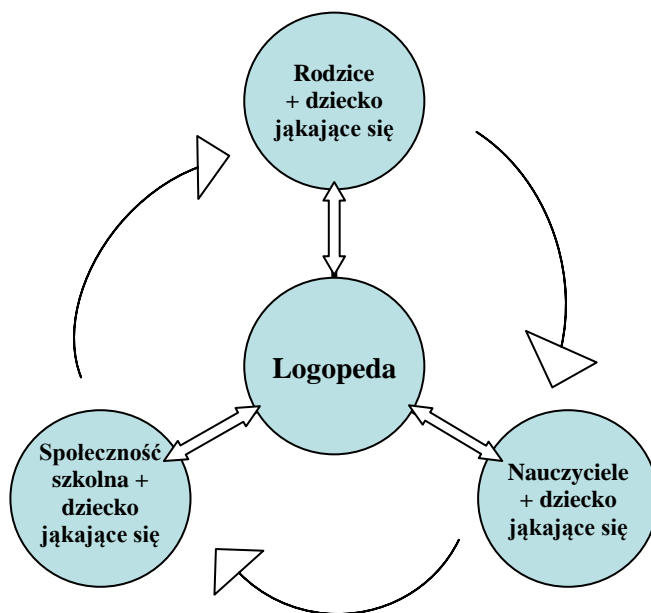 Rodzice
+ dziecko
jąkające się
Logopeda
Społeczność
szkolna +
dziecko
jąkające się
Nauczyciele
+ dziecko
jąkające się